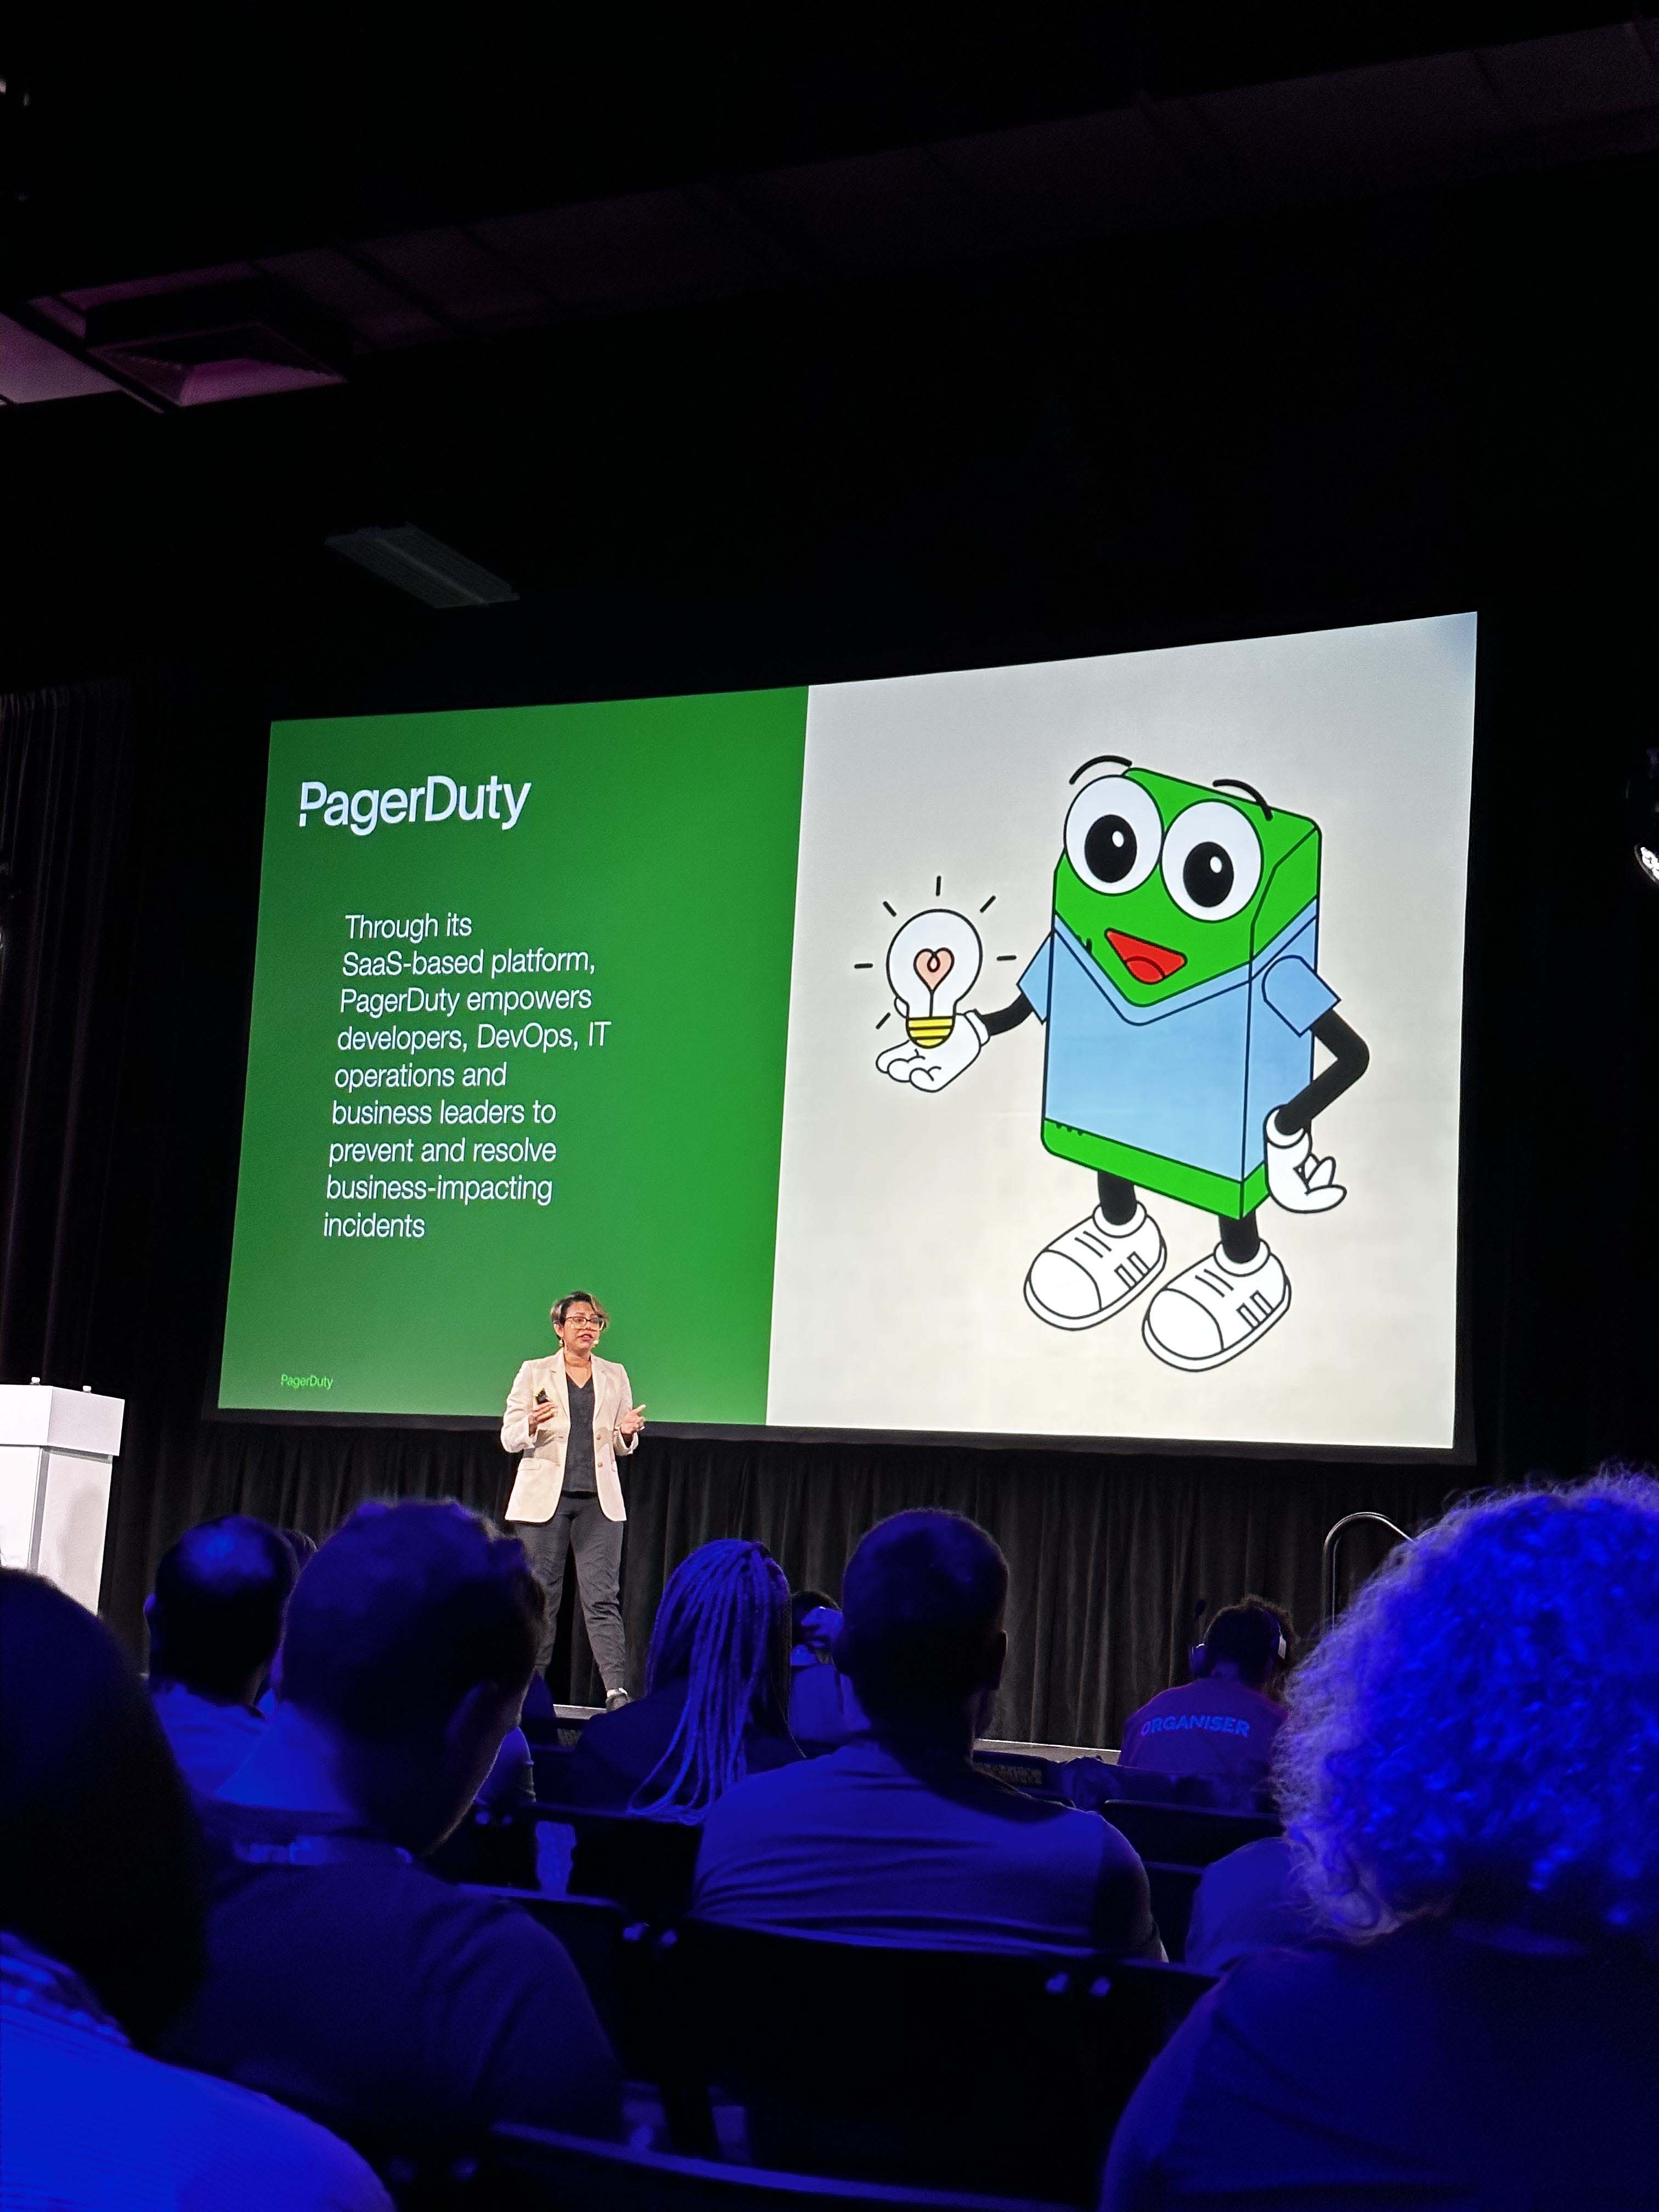 PagerDuty
Through its
SaaS-based platform,
PagerDuty empowers
developers, DevOps, IT
operations and
business leaders to
prevent and resolve
business-impacting
incidents
PagerDuty
ORGANISER